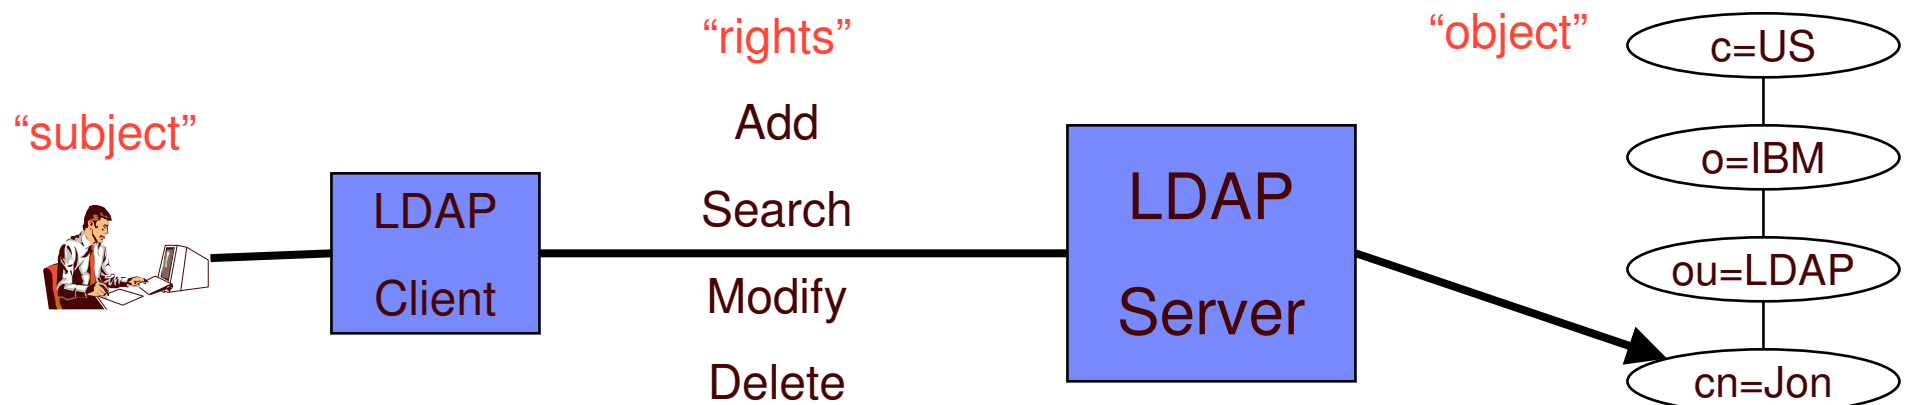 “subject”
LDAP
Client
“rights”
Add
Search
Modify
Delete
LDAP
Server
“object”
c=US
o=IBM
ou=LDAP
cn=Jon